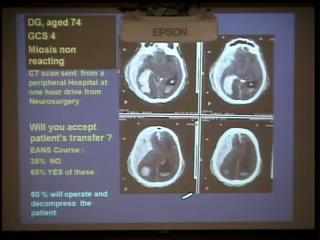 DG, aged 74
GCS 4
Miosis non
reacting
CT scan sent from a
peripheral Hospital at
one hour drive from
Neurosurgery
Will you accept
patient's transfer ?
EANS Course :
35% NO
65% YES of these
60 % will operate and
decompress the
patient
EPSON